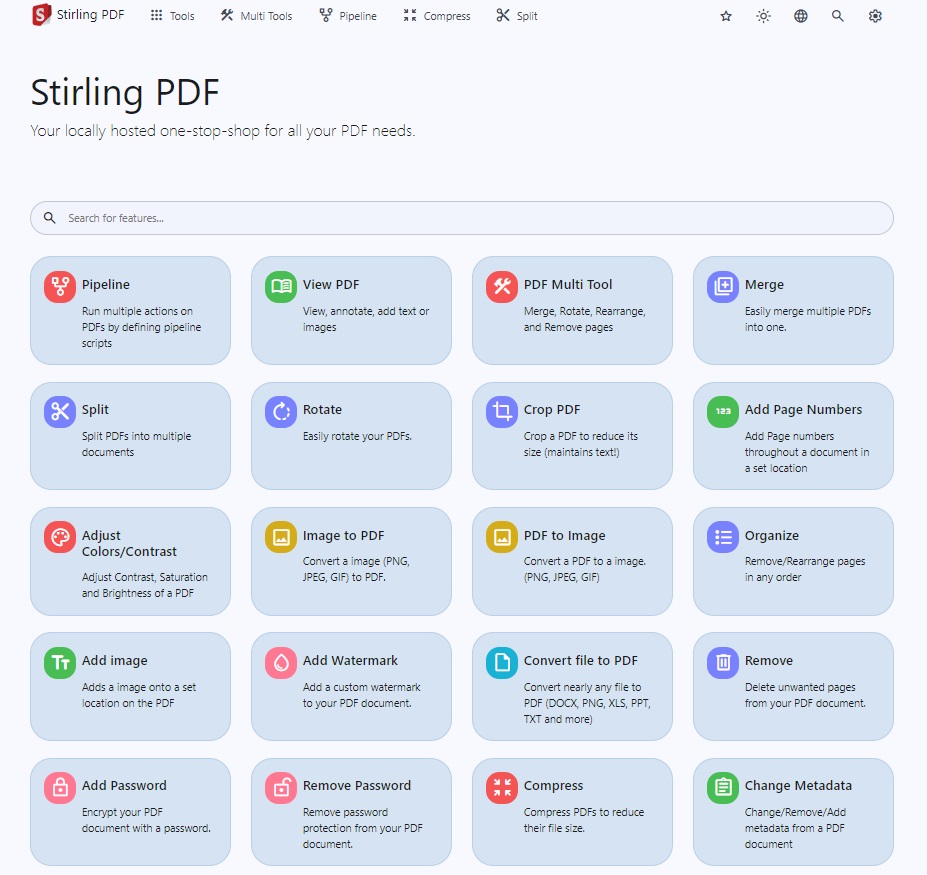 S Stirling PDF Tools Multi Tools Pipeline Compress Split
Stirling PDF
Your locally hosted one-stop-shop for all your PDF needs.
Search for features...
Pipeline
Run multiple actions on
PDFs by defining pipeline
scripts
View PDF
View, annotate, add text or
images
PDF Multi Tool
Merge, Rotate, Rearrange,
and Remove pages
Merge
Easily merge multiple PDFs
into one.
Split
Split PDFs into multiple
documents
Rotate
Easily rotate your PDFs.
Crop PDF
Crop a PDF to reduce its
size (maintains text!)
123
Add Page Numbers
Add Page numbers
throughout a document in
a set location
Adjust
Colors/Contrast
Adjust Contrast, Saturation
and Brightness of a PDF
Image to PDF
Convert a image (PNG,
JPEG, GIF) to PDF.
PDF to Image
Convert a PDF to a image.
(PNG, JPEG, GIF)
Organize
Remove/Rearrange pages
in any order
TT
Add image
Adds a image onto a set
location on the PDF
Add Watermark
Add a custom watermark
to your PDF document.
Convert file to PDF
Convert nearly any file to
PDF (DOCX, PNG, XLS, PPT,
TXT and more)
Remove
Delete unwanted pages
from your PDF document.
Add Password
Encrypt your PDF
document with a password.
Remove Password
Remove password
protection from your PDF
document.
Compress
Compress PDFs to reduce
their file size.
Change Metadata
Change/Remove/Add
metadata from a PDF
document